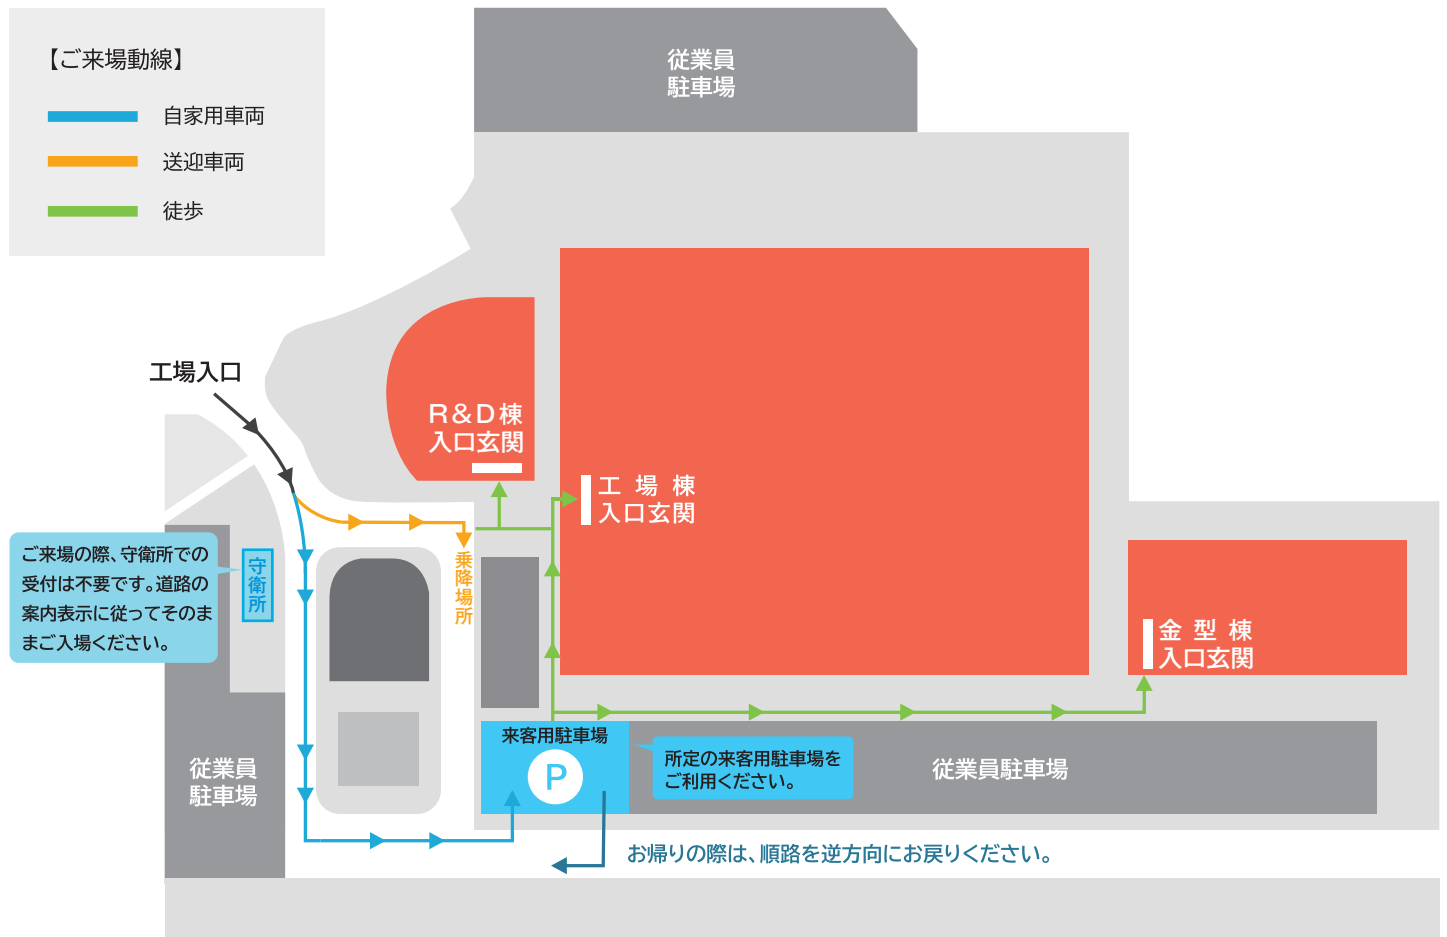 【ご来場動線】
自家用車両
送迎車両
徒歩
従業員
駐車場
工場入口
R&D棟
入口玄関
工場棟
入口玄関
ご来場の際、守衛所での
受付は不要です。道路の
案内表示に従ってそのま
まご入場ください。
守衛所
乗降場所
金型棟
入口玄関
従業員
駐車場
来客用駐車場
P
所定の来客用駐車場を
ご利用ください。
従業員駐車場
お帰りの際は、順路を逆方向にお戻りください。